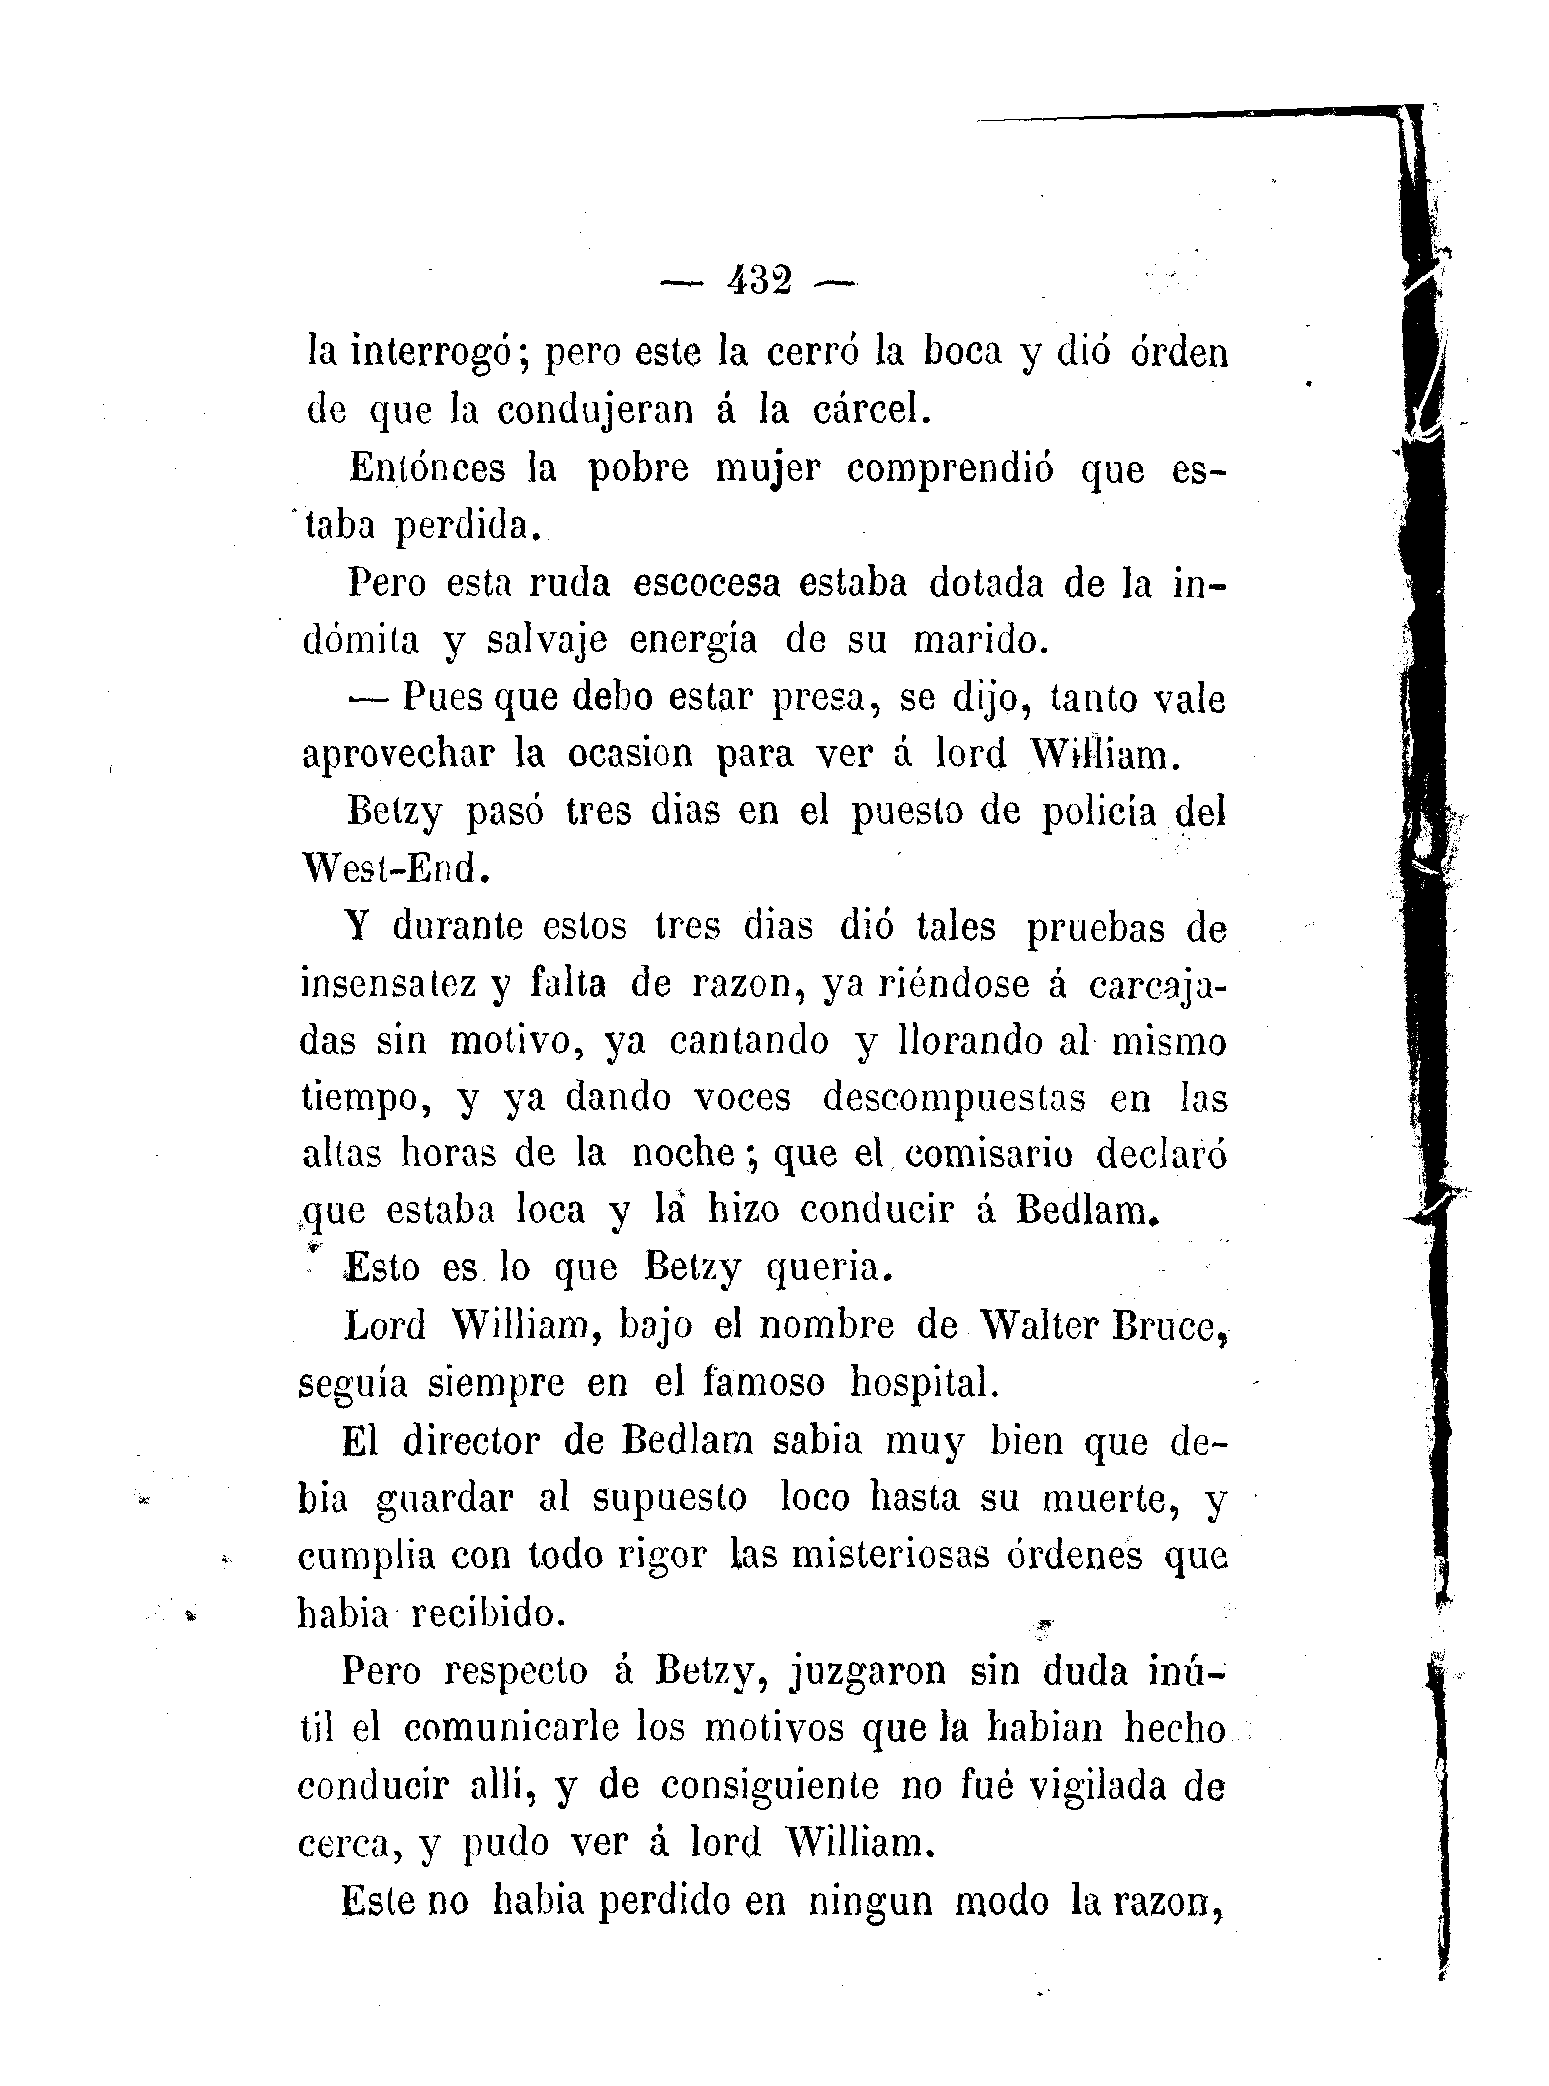 — 432 —
la interrogó; pero este la cerró la boca y dió órden
de que la condujeran á la cárcel.
Entónces la pobre mujer comprendió que es-
taba perdida.
Pero esta ruda escocesa estaba dotada de la in-
dómita y salvaje energía de su marido.
— Pues que debo estar presa, se dijo, tanto vale
aprovechar la ocasion para ver á lord William.
Betzy pasó tres dias en el puesto de policía del
West-End.
Y durante estos tres dias dió tales pruebas de
insensatez y falta de razon, ya riéndose á carcaja-
das sin motivo, ya cantando y llorando al mismo
tiempo, y ya dando voces descompuestas en las
altas horas de la noche; que el comisario declaró
que estaba loca y la hizo conducir á Bedlam.
Esto es lo que Betzy queria.
Lord William, bajo el nombre de Walter Bruce,
seguía siempre en el famoso hospital.
El director de Bedlam sabia muy bien que de-
bia guardar al supuesto loco hasta su muerte, y
cumplia con todo rigor las misteriosas órdenes que
habia recibido.
Pero respecto á Betzy, juzgaron sin duda inú-
til el comunicarle los motivos que la habian hecho
conducir allí, y de consiguiente no fué vigilada de
cerca, y pudo ver á lord William.
Este no habia perdido en ningun modo la razon,